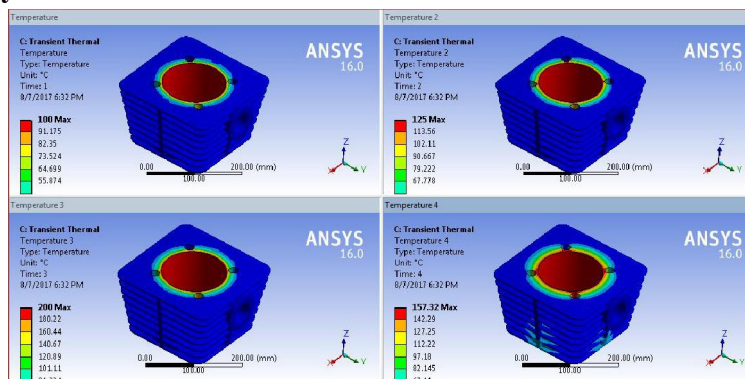 Temperature
C: Transient Thermal
Temperature
Type: Temperature
Unit: °C
Time: 1
8/7/2017 6:32 PM
100 Max
91.175
82.35
73.524
64.699
55.874
ANSYS
16.0
0.00
200.00 (mm)
100.00
Z
X
Y
Temperature 2
C: Transient Thermal
Temperature 2
Type: Temperature
Unit: °C
Time: 2
8/7/2017 6:32 PM
125 Max
113.56
102.11
90.667
79.222
67.778
ANSYS
16.0
0.00
200.00 (mm)
100.00
Z
X
Y
Temperature 3
C: Transient Thermal
Temperature 3
Type: Temperature
Unit: °C
Time: 3
8/7/2017 6:32 PM
200 Max
180.22
160.44
140.67
120.89
101.11
ANSYS
16.0
0.00
200.00 (mm)
100.00
Z
X
Y
Temperature 4
C: Transient Thermal
Temperature 4
Type: Temperature
Unit: °C
Time: 4
8/7/2017 6:32 PM
157.32 Max
142.29
127.25
112.22
97.18
82.145
ANSYS
16.0
0.00
200.00 (mm)
100.00
Z
X
Y